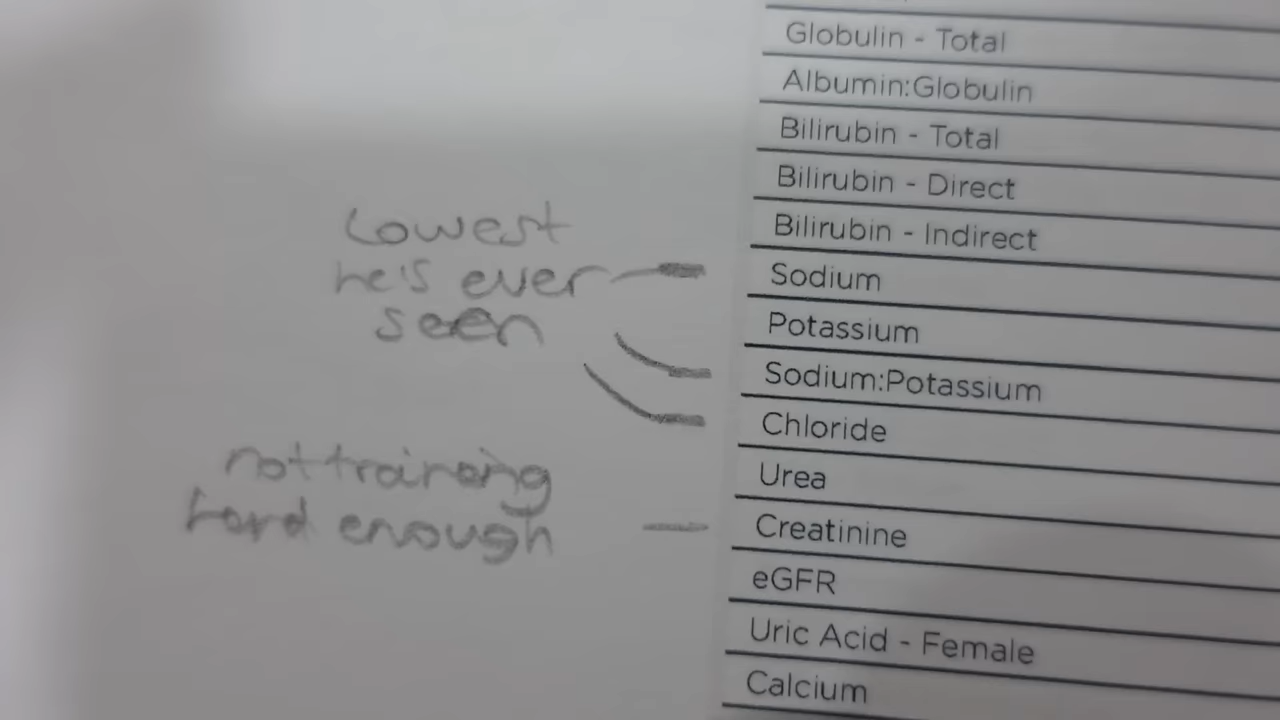 Globulin - Total
Albumin:Globulin
Bilirubin - Total
Bilirubin - Direct
Bilirubin - Indirect
Sodium
Potassium
Sodium:Potassium
Chloride
Urea
Creatinine
eGFR
Uric Acid - Female
Calcium
Lowest
he's ever
seen
not training
hard enough